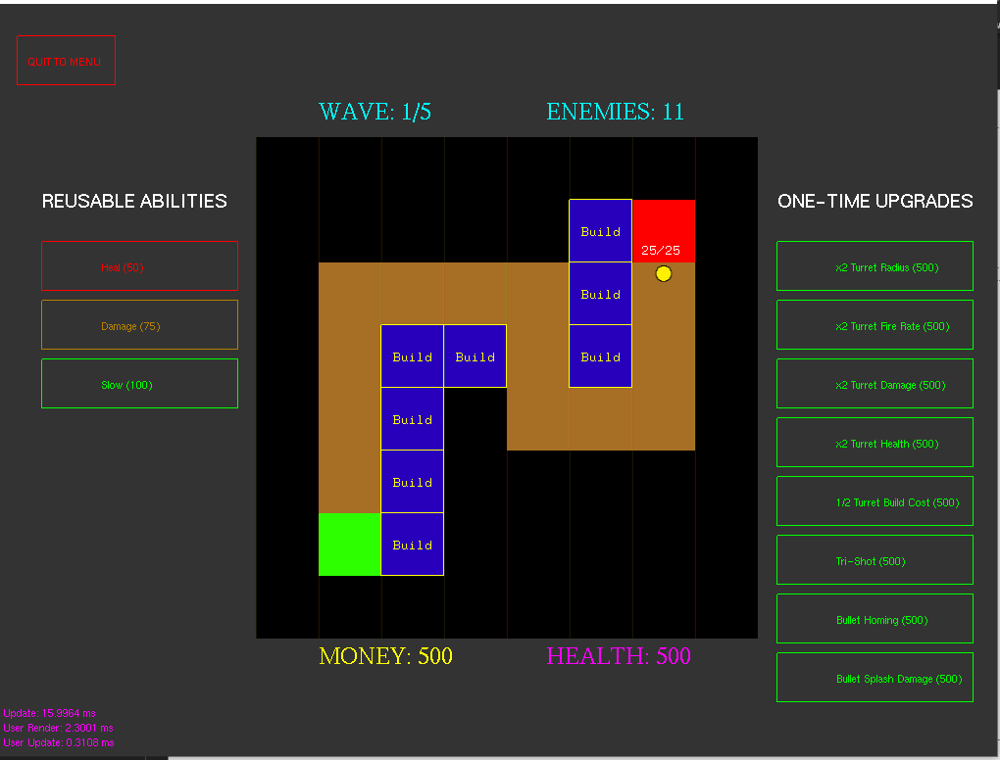 QUIT TO MENU
WAVE: 1/5
ENEMIES: 11
REUSABLE ABILITIES
Heal (50)
Damage (75)
Slow (100)
Build
25/25
Build
Build Build Build
Build
Build
Build
ONE-TIME UPGRADES
x2 Turret Radius (500)
x2 Turret Fire Rate (500)
x2 Turret Damage (500)
x2 Turret Health (500)
1/2 Turret Build Cost (500)
Tri-Shot (500)
Bullet Homing (500)
Bullet Splash Damage (500)
MONEY: 500
HEALTH: 500
Update: 15.9964 ms
User Render: 2.3001 ms
User Update: 0.3108 ms